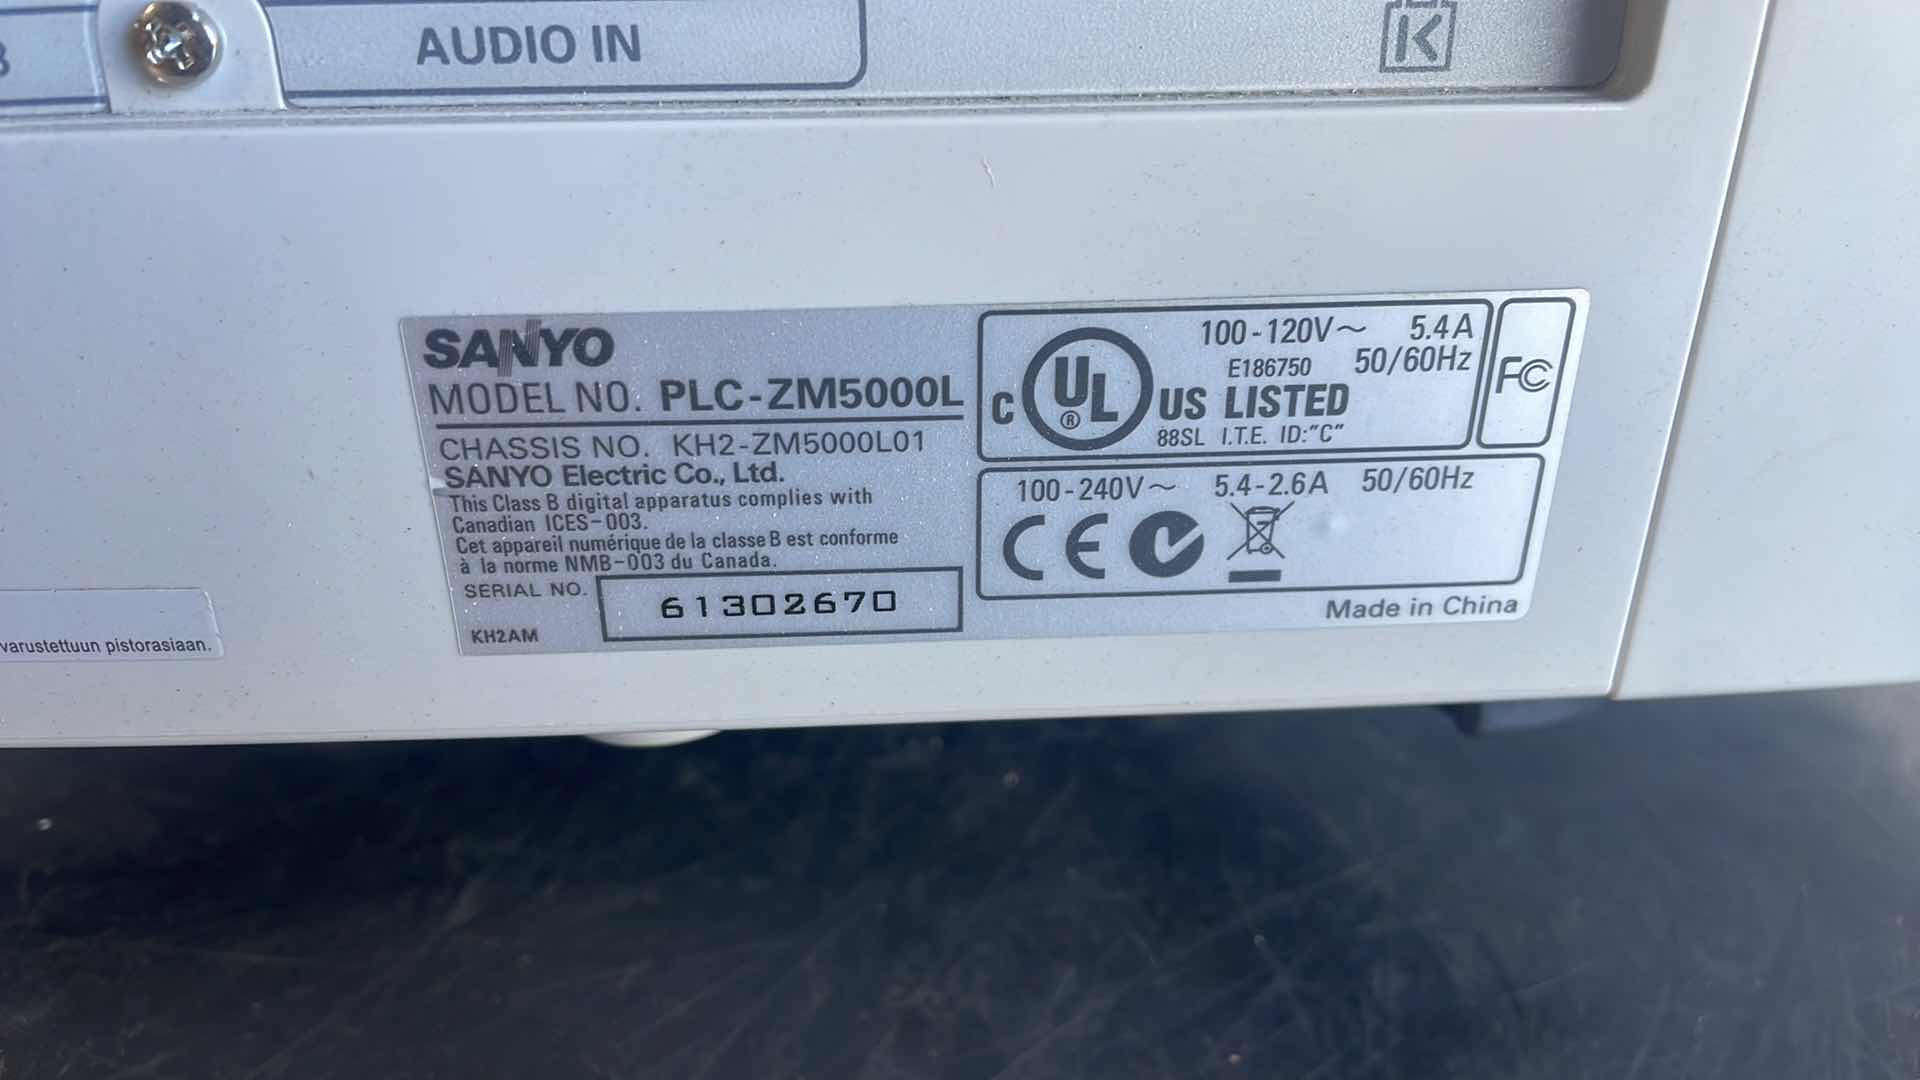 AUDIO IN
K
SANYO
MODEL NO. PLC-ZM5000L
CHASSIS NO. KH2-ZM5000L01
SANYO Electric Co., Ltd.
This Class B digital apparatus complies with
Canadian ICES-003.
Cet appareil numérique de la classe B est conforme
à la norme NMB-003 du Canada.
SERIAL NO. 61302670
KH2AM
100-120V~ 5.4A
E186750 50/60Hz
C UL® US LISTED
88SL I.T.E. ID:"C"
FC
100-240V~ 5.4-2.6A 50/60Hz
CE
Made in China
varustettuun pistorasiaan.